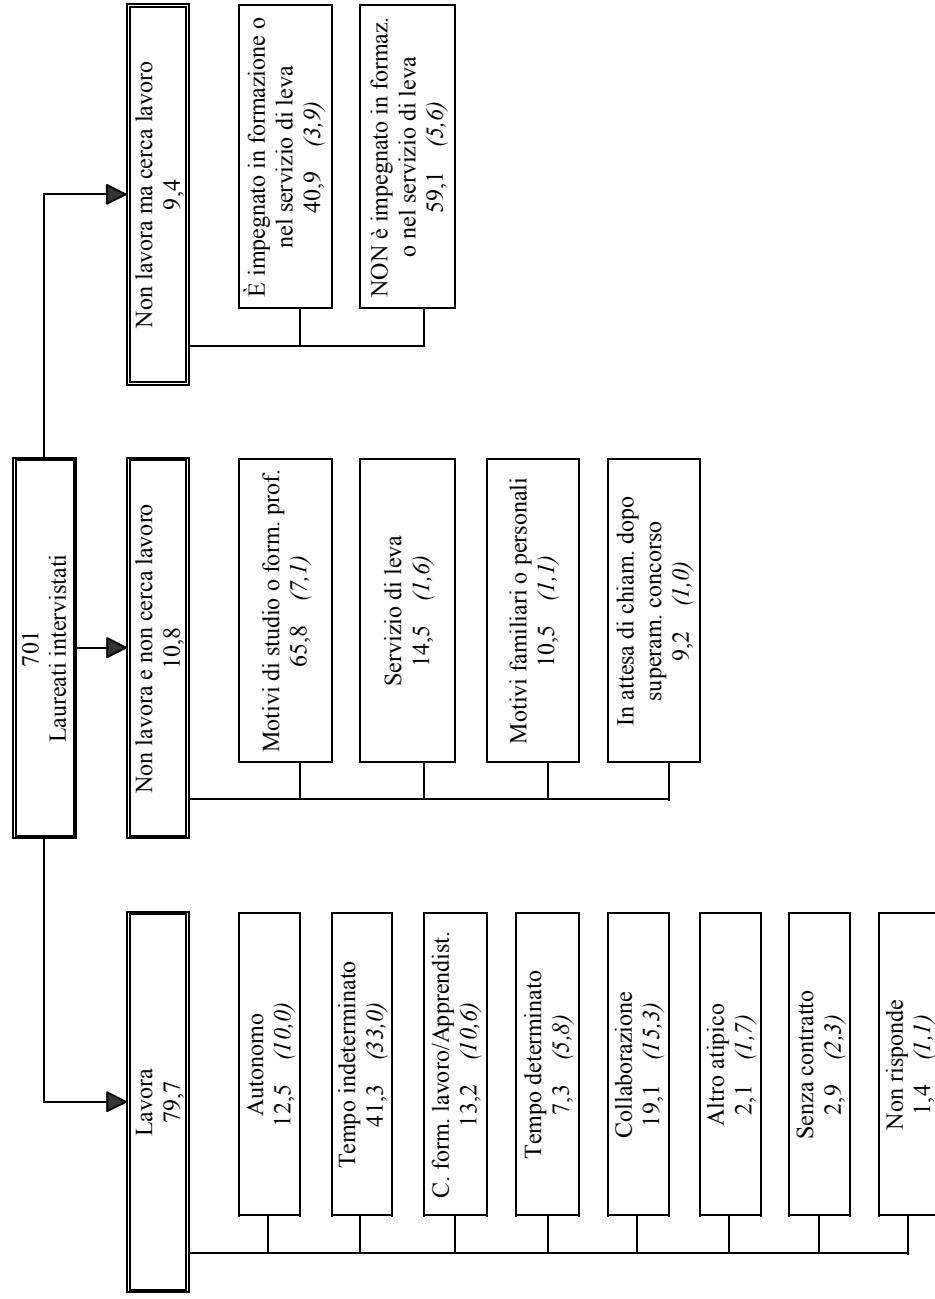 701
Laureati intervistati
Lavora
79,7
Autonomo
12,5 (10,0)
Tempo indeterminato
41,3 (33,0)
C. form. lavoro/Apprendist.
13,2 (10,6)
Tempo determinato
7,3 (5,8)
Collaborazione
19,1 (15,3)
Altro atipico
2,1 (1,7)
Senza contratto
2,9 (2,3)
Non risponde
1,4 (1,1)
Non lavora e non cerca lavoro
10,8
Motivi di studio o form. prof.
65,8 (7,1)
Servizio di leva
14,5 (1,6)
Motivi familiari o personali
10,5 (1,1)
In attesa di chiam. dopo
superam. concorso
9,2 (1,0)
Non lavora ma cerca lavoro
9,4
È impegnato in formazione o
nel servizio di leva
40,9 (3,9)
NON è impegnato in formaz.
o nel servizio di leva
59,1 (5,6)